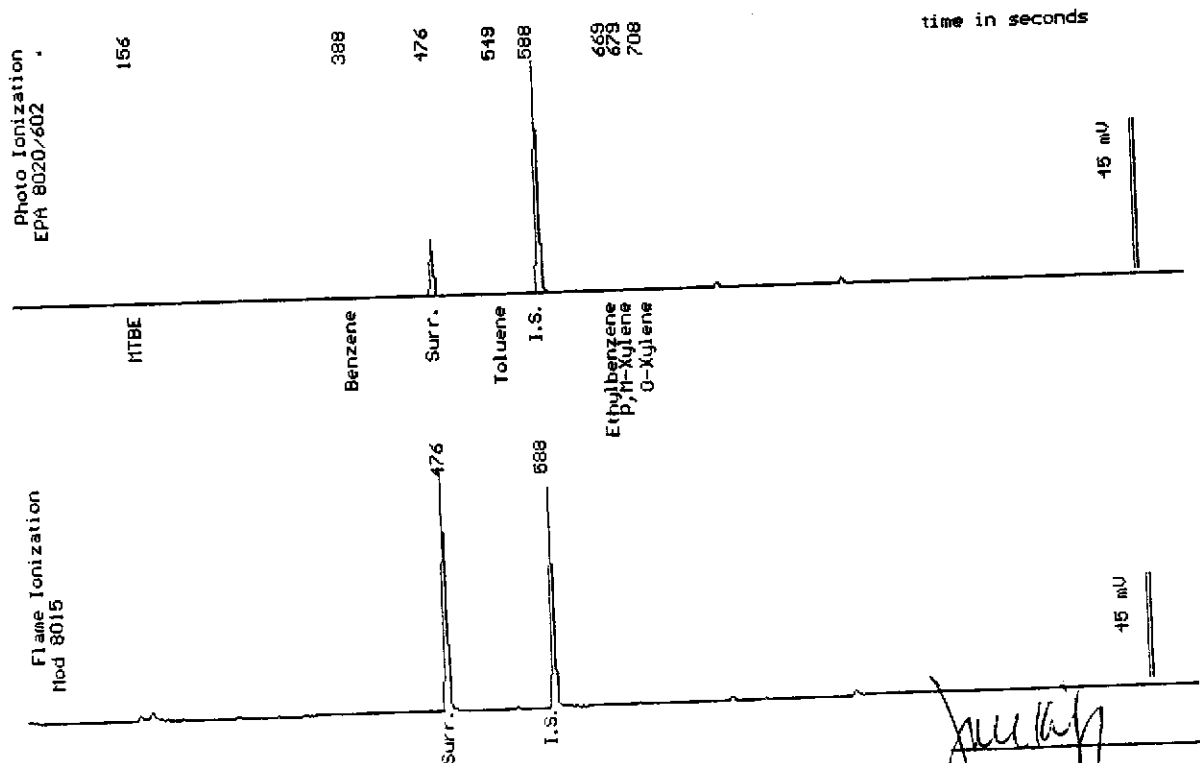 time in seconds
Photo Ionization
EPA 8020/602
156
388
476
549
588
669
679
708
45 mV
MTBE
Benzene
Surr.
Toluene
I.S.
Ethylbenzene
P,M-Xylene
O-Xylene
Flame Ionization
Mod 8015
476
588
45 mV
Surr.
I.S.